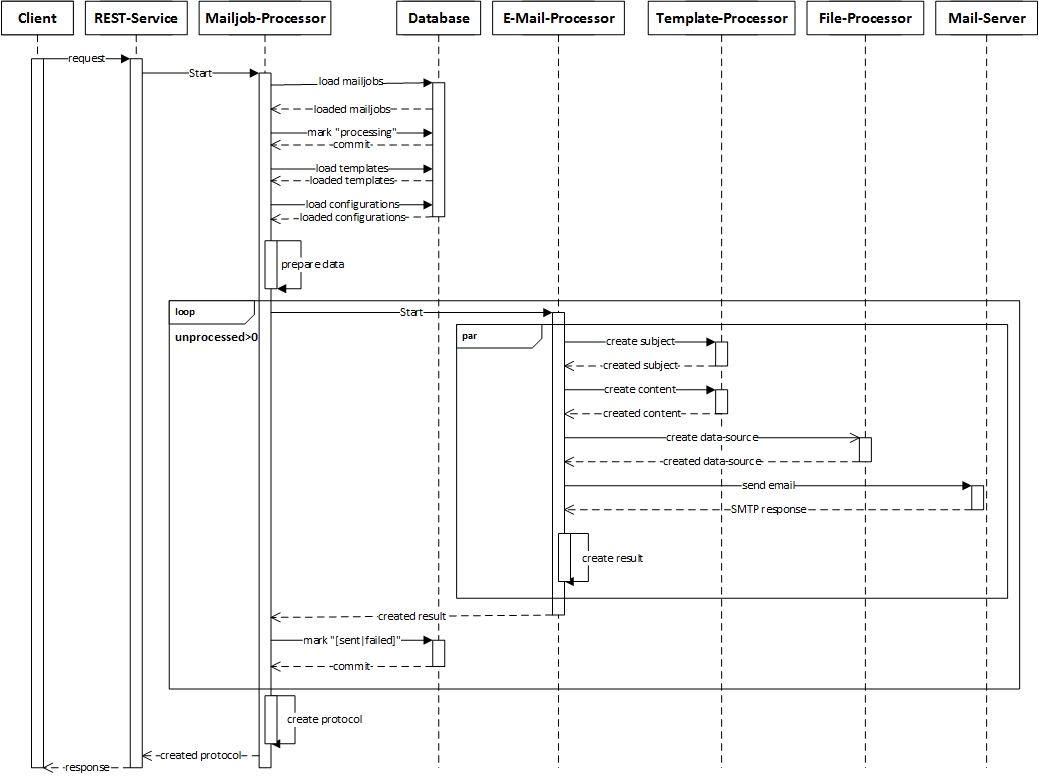 Client
REST-Service
Mailjob-Processor
Database
E-Mail-Processor
Template-Processor
File-Processor
Mail-Server
request
Start
load mailjobs
loaded mailjobs
mark "processing"
commit
load templates
loaded templates
load configurations
loaded configurations
prepare data
loop
Start
unprocessed>0
par
create subject
created subject
create content
created content
create data source
created data source
send email
SMTP response
create result
created result
mark "[sent|failed]"
commit
create protocol
created protocol
response